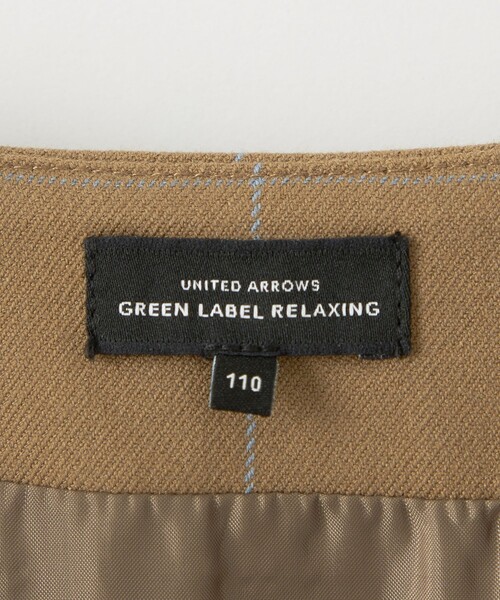 UNITED ARROWS
GREEN LABEL RELAXING
110